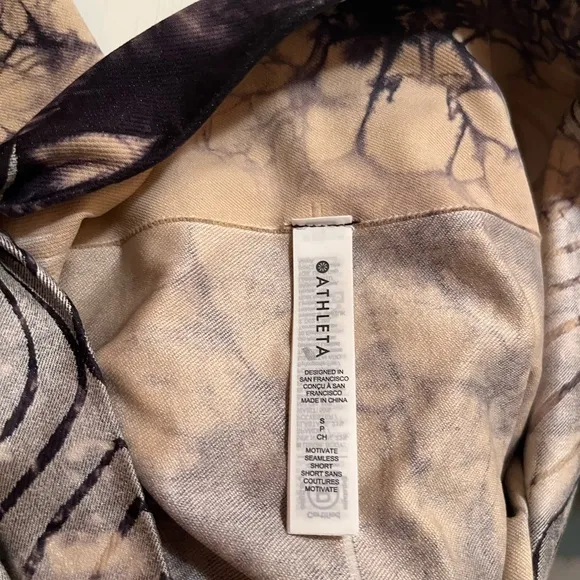 ATHLETA
DESIGNED IN
SAN FRANCISCO
CONÇU À SAN
FRANCISCO
MADE IN CHINA
S
P
CH
MOTIVATE
SEAMLESS
SHORT
SHORT SANS
COUTURES
MOTIVATE